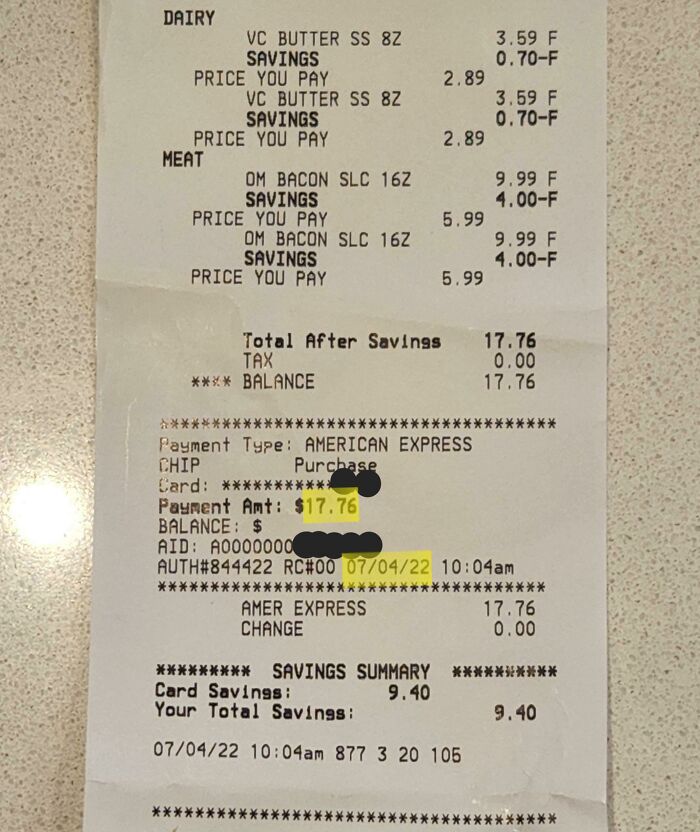 DAIRY
VC BUTTER SS 8Z 3.59 F
SAVINGS 0.70-F
PRICE YOU PAY 2.89
VC BUTTER SS 8Z 3.59 F
SAVINGS 0.70-F
PRICE YOU PAY 2.89
MEAT
OM BACON SLC 16Z 9.99 F
SAVINGS 4.00-F
PRICE YOU PAY 5.99
OM BACON SLC 16Z 9.99 F
SAVINGS 4.00-F
PRICE YOU PAY 5.99
Total After Savings 17.76
TAX 0.00
**** BALANCE 17.76
**************************************
Payment Type: AMERICAN EXPRESS
CHIP Purchase
Card: ***********
Payment Amt: $17.76
BALANCE: $
AID: A0000000
AUTH#844422 RC#00 07/04/22 10:04am
**************************************
AMER EXPRESS 17.76
CHANGE 0.00
********* SAVINGS SUMMARY **********
Card Savings: 9.40
Your Total Savings: 9.40
07/04/22 10:04am 877 3 20 105
**************************************